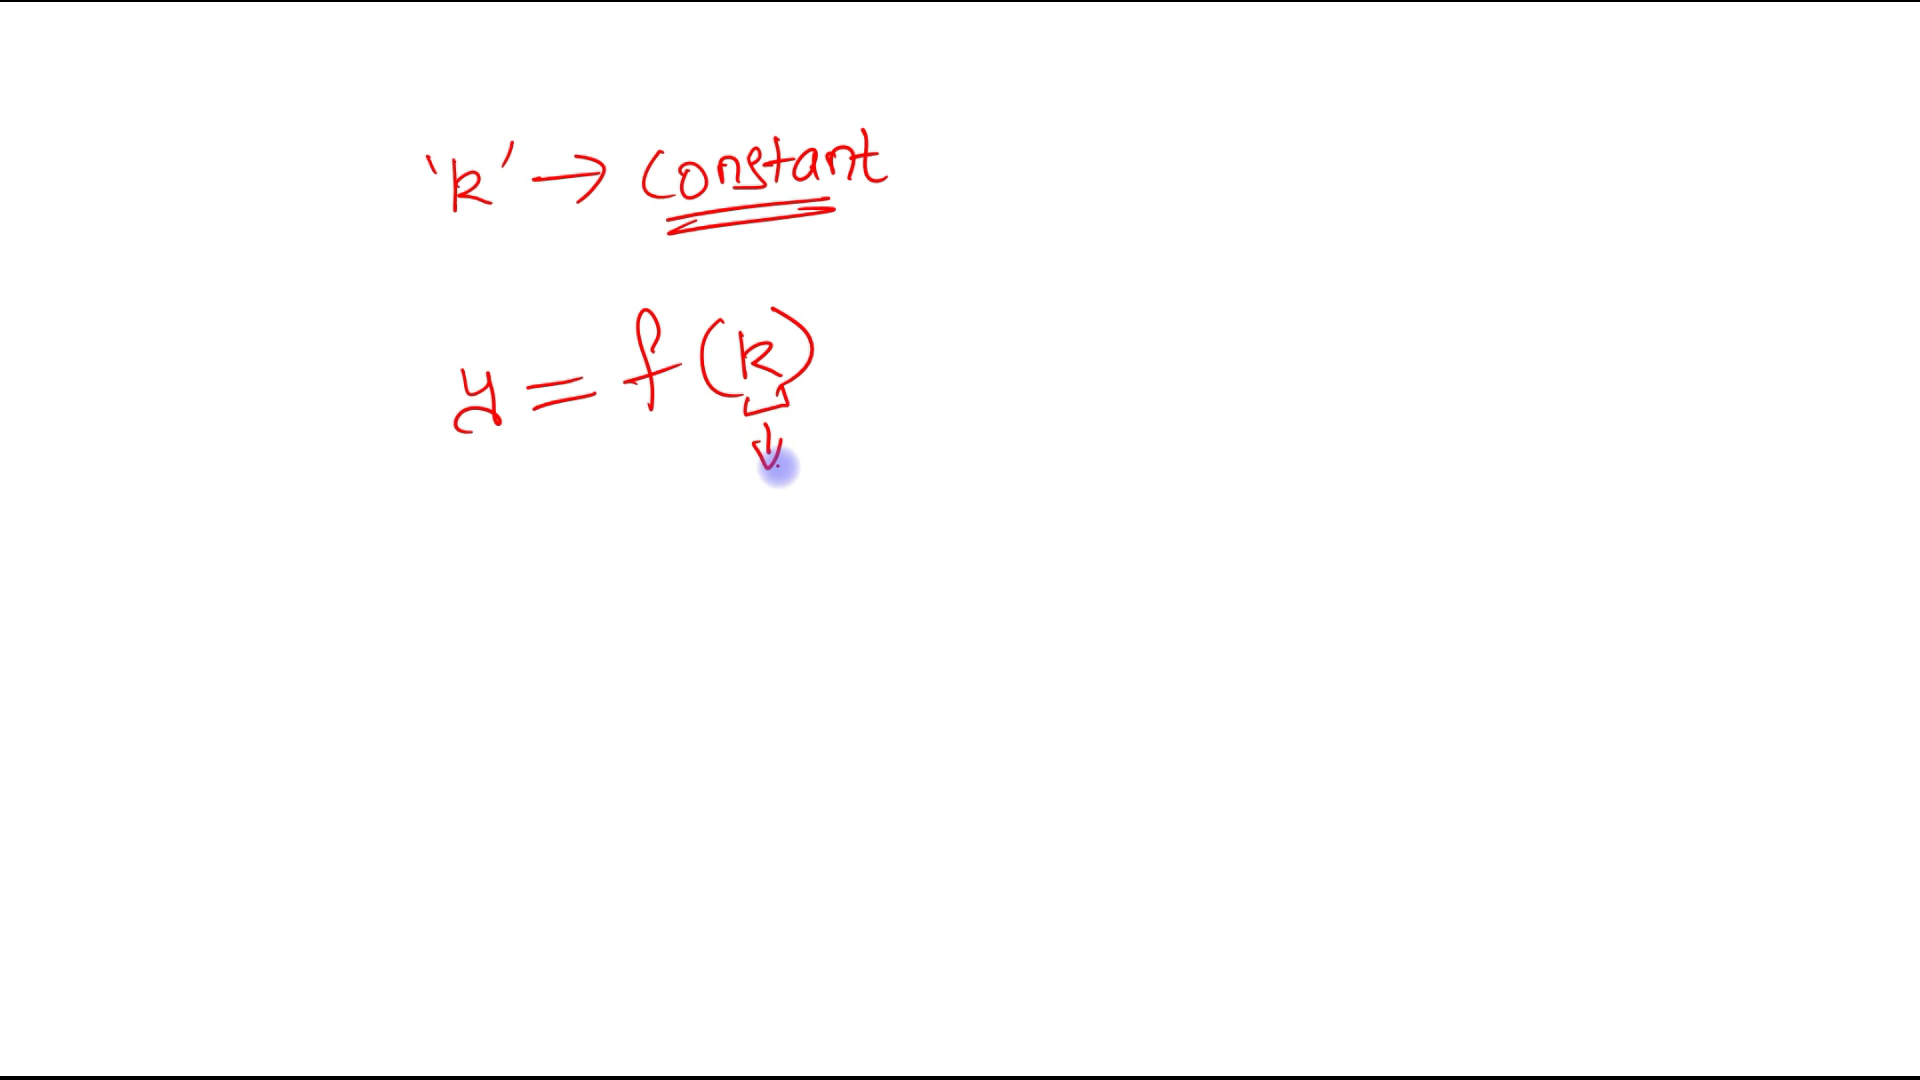 'k' → Constant
y = f(k)
↓